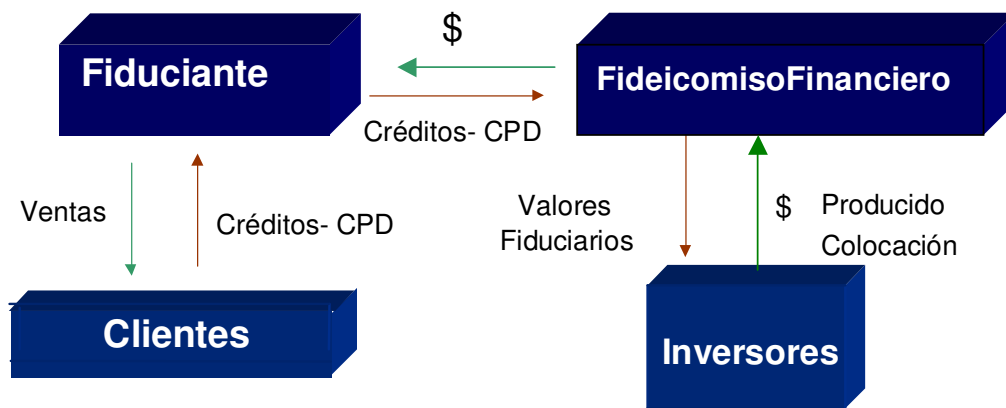 $
Fiduciante
FideicomisoFinanciero
Créditos- CPD
Ventas
Créditos- CPD
Valores
Fiduciarios
$ Producido
Colocación
Clientes
Inversores